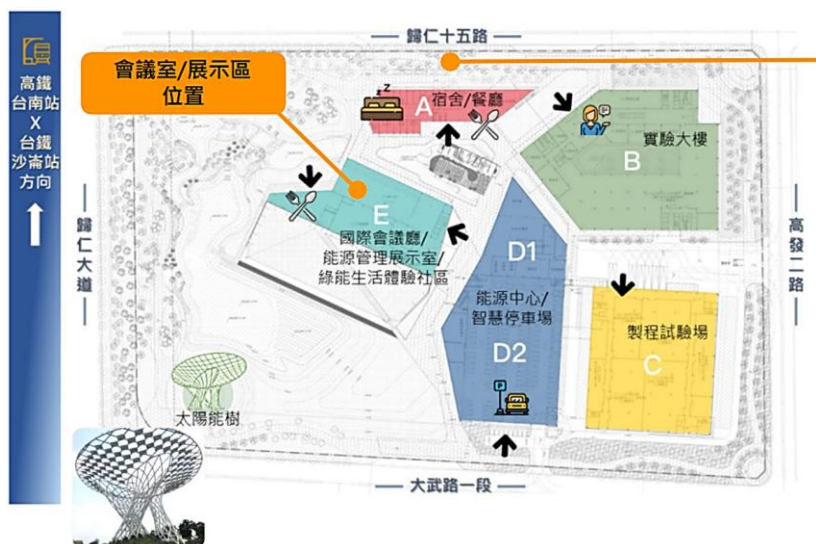 歸仁十五路
會議室/展示區
位置
高鐵
台南站
X
台鐵
沙崙站
方向
歸仁大道
zZ
A
宿舍/餐廳
B
實驗大樓
高發二路
E
國際會議廳/
能源管理展示室/
綠能生活體驗社區
D1
能源中心/
智慧停車場
D2
P
製程試驗場
C
太陽能樹
大武路一段